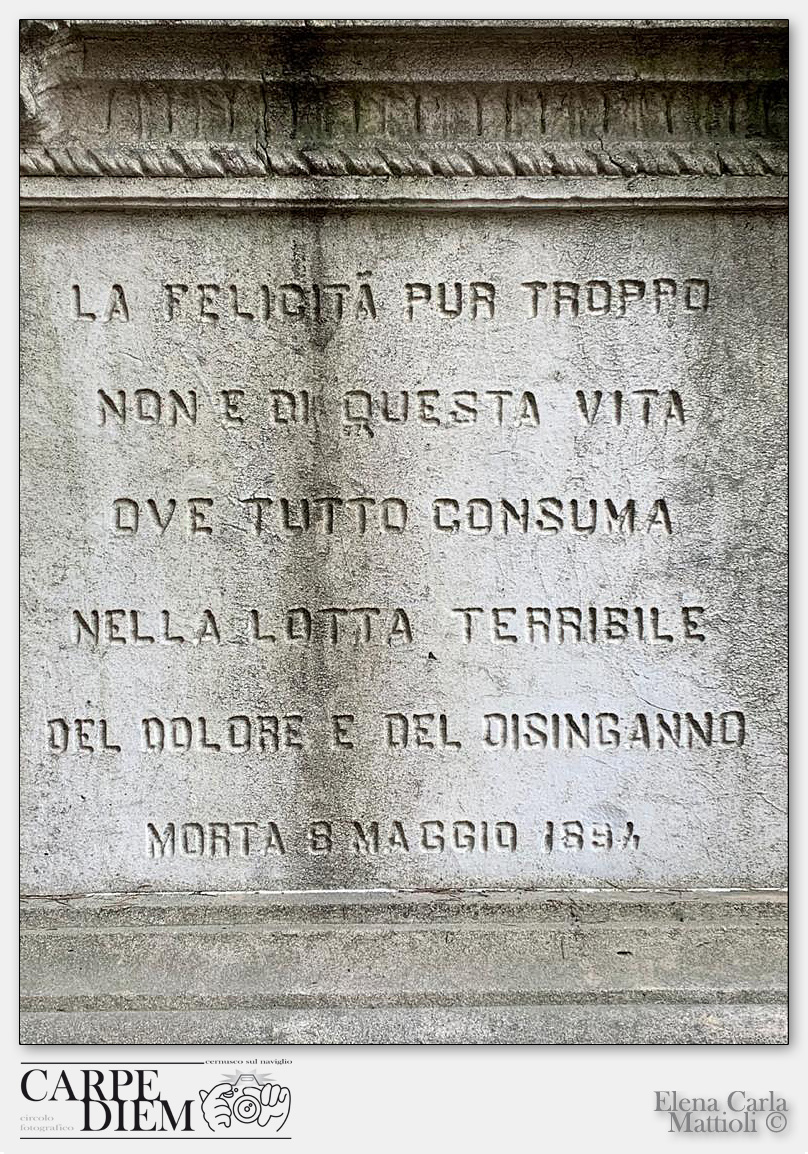 LA FELICITÃ PUR TROPPO
NON E DI QUESTA VITA
OVE TUTTO CONSUMA
NELLA LOTTA TERRIBILE
DEL DOLORE E DEL DISINGANNO
MORTA 8 MAGGIO 1894
cernusco sul naviglio
CARPE
DIEM
circolo
fotografico
Elena Carla
Mattioli ©